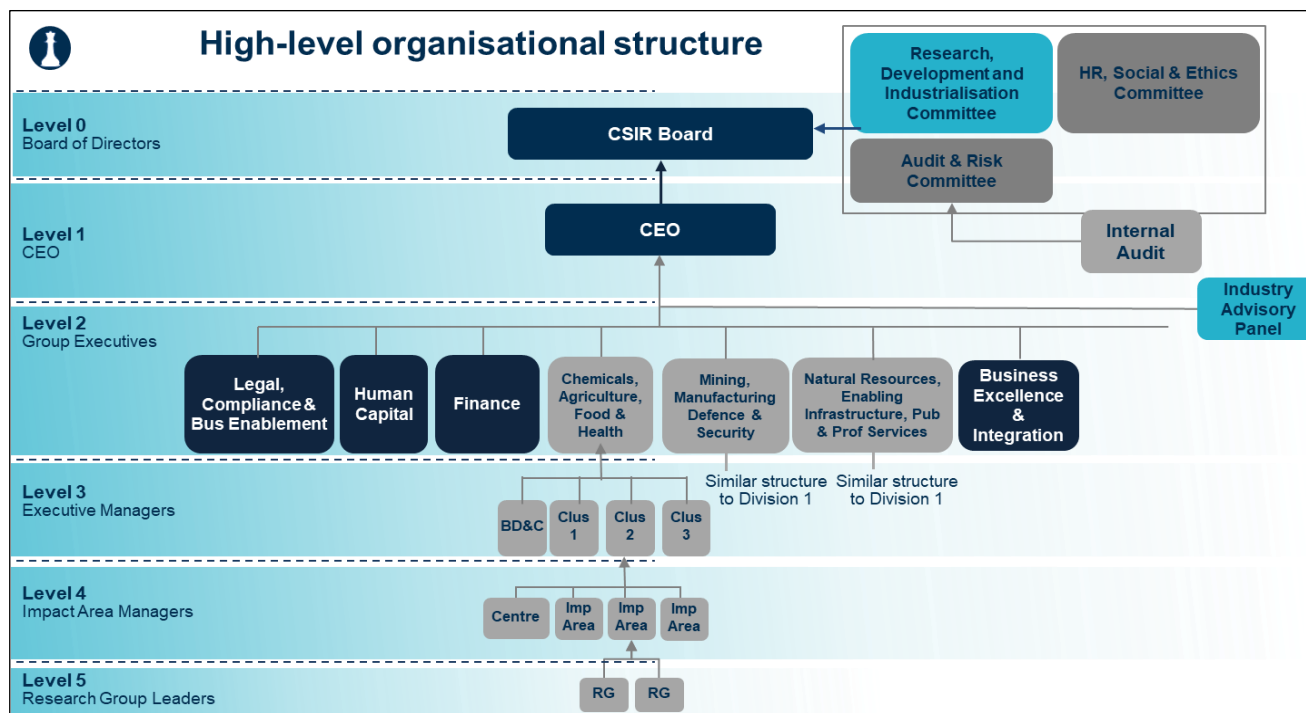 High-level organisational structure
Research,
Development and
Industrialisation
Committee
HR, Social & Ethics
Committee
Level 0
Board of Directors
CSIR Board
Audit & Risk
Committee
Level 1
CEO
CEO
Internal
Audit
Industry
Advisory
Panel
Level 2
Group Executives
Legal,
Compliance &
Bus Enablement
Human
Capital
Finance
Chemicals,
Agriculture,
Food &
Health
Mining,
Manufacturing
Defence &
Security
Natural Resources,
Enabling
Infrastructure, Pub
& Prof Services
Business
Excellence
&
Integration
Level 3
Executive Managers
BD&C
Clus
1
Clus
2
Clus
3
Similar structure
to Division 1
Similar structure
to Division 1
Level 4
Impact Area Managers
Centre
Imp
Area
Imp
Area
Imp
Area
Level 5
Research Group Leaders
RG
RG